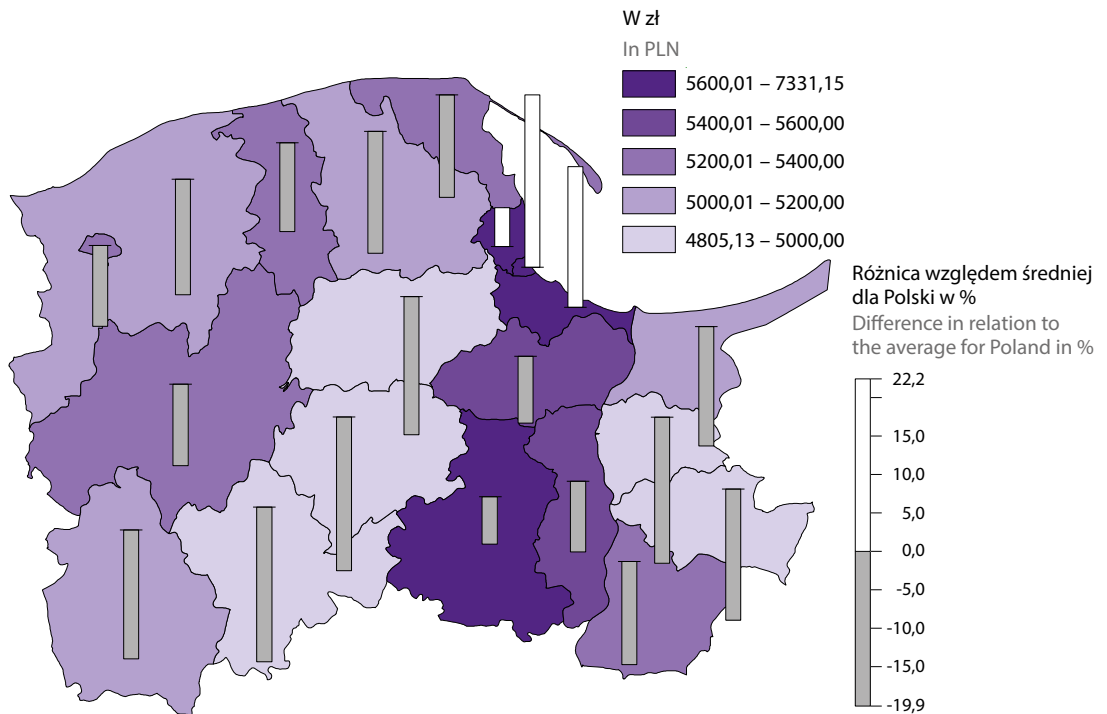 W zł
In PLN
5600,01 – 7331,15
5400,01 – 5600,00
5200,01 – 5400,00
5000,01 – 5200,00
4805,13 – 5000,00
Różnica względem średniej
dla Polski w %
Difference in relation to
the average for Poland in %
22,2
15,0
10,0
5,0
0,0
-5,0
-10,0
-15,0
-19,9